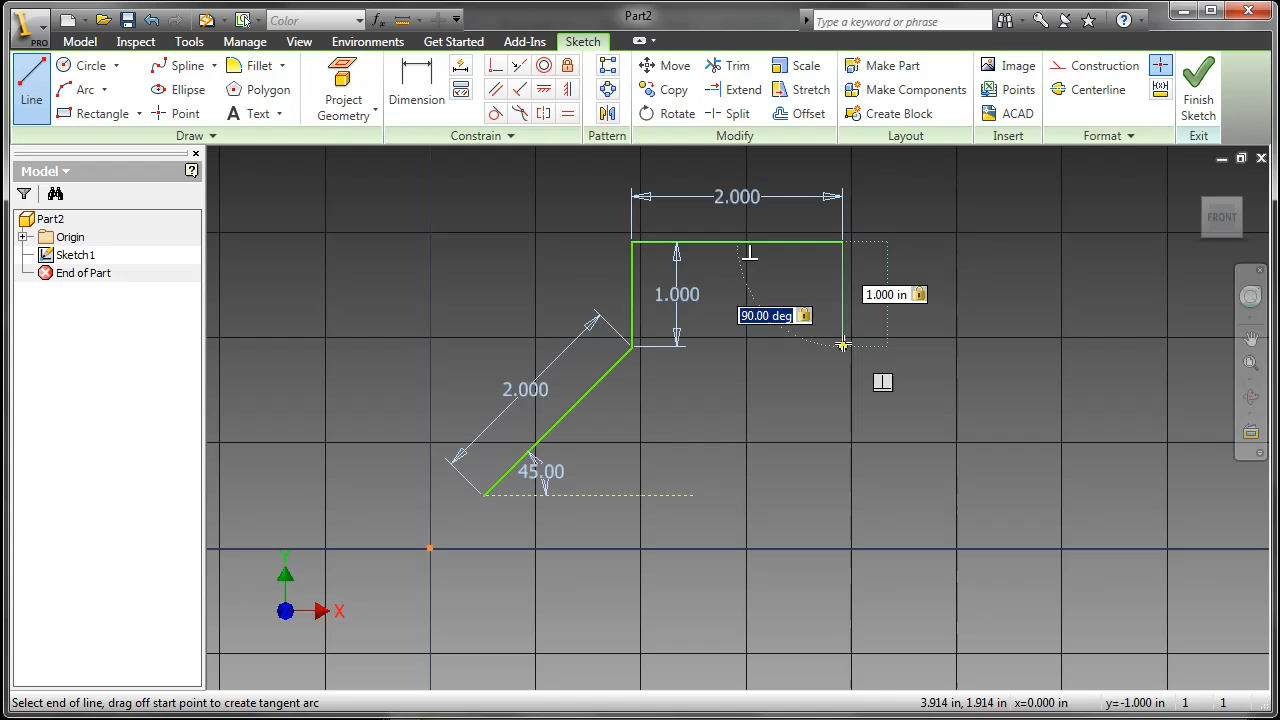 Part2
Color
Type a keyword or phrase
PRO
Model Inspect Tools Manage View Environments Get Started Add-Ins Sketch
Line
Circle Spline Fillet
Arc Ellipse Polygon
Rectangle Point Text
Draw
Project
Geometry
Dimension
Constrain
Pattern
Move Trim Scale
Copy Extend Stretch
Rotate Split Offset
Modify
Make Part
Make Components
Create Block
Layout
Image
Points
ACAD
Insert
Construction
Centerline
Format
Finish
Sketch
Exit
Model
Part2
Origin
Sketch1
End of Part
2.000
FRONT
1.000
1.000 in
90.00 deg
2.000
45.00
Y
X
Select end of line, drag off start point to create tangent arc
3.914 in, 1.914 in x=0.000 in y=-1.000 in 1 1